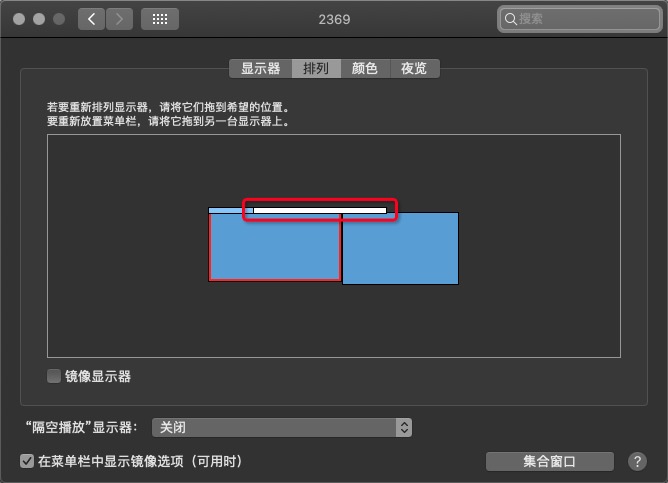 2369
搜索
显示器 排列 颜色 夜览
若要重新排列显示器，请将它们拖到希望的位置。
要重新放置菜单栏，请将它拖到另一台显示器上。
镜像显示器
“隔空播放”显示器： 关闭
在菜单栏中显示镜像选项（可用时） 集合窗口 ?